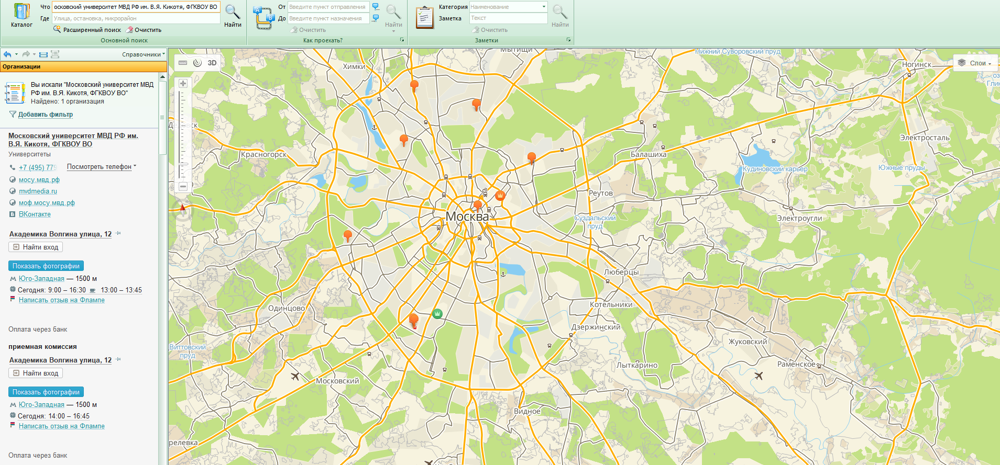 Каталог
Что
осковский университет МВД РФ им. В.Я. Кикотя, ФГКВОУ ВО
Где
Улица, остановка, микрорайон
Найти
Расширенный поиск
Очистить
Основной поиск
A
B
От
Введите пункт отправления
До
Введите пункт назначения
Найти
Очистить
Как проехать?
Категория
Наименование
Заметка
Текст
Найти
Очистить
Заметки
Справочники
Организации
Вы искали "Московский университет МВД
РФ им. В.Я. Кикотя, ФГКВОУ ВО"
Найдено: 1 организация
Добавить фильтр
Московский университет МВД РФ им.
В.Я. Кикотя, ФГКВОУ ВО
Университеты
+7 (495) 779
Посмотреть телефон
мосу.мвд.рф
mvdmedia.ru
моф.мосу.мвд.рф
ВКонтакте
Академика Волгина улица, 12
Найти вход
Показать фотографии
Юго-Западная — 1500 м
Сегодня: 9:00 – 16:30 13:00 – 13:45
Написать отзыв на Флампе
Оплата через банк
приемная комиссия
Академика Волгина улица, 12
Найти вход
Показать фотографии
Юго-Западная — 1500 м
Сегодня: 14:00 – 16:45
Написать отзыв на Флампе
Оплата через банк
3D
Слои
Мытищи
Нижний Суворовский пруд
Химки
Ногинск
Электросталь
Красногорск
Балашиха
Кудиновский карьер
Южные пруды
Реутов
Москва
Суздальский
пруд
Электроугли
Люберцы
Котельники
Одинцово
Дзержинский
Жуковский
Виттовский
пруд
Раменское
Лыткарино
Московский
Видное
релевка